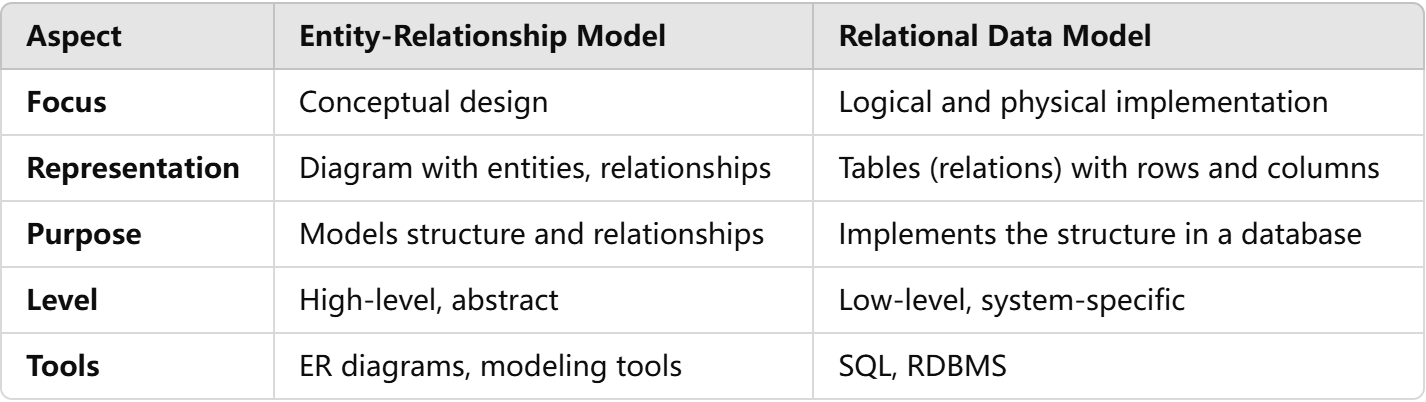 Aspect Entity-Relationship Model Relational Data Model
Focus Conceptual design Logical and physical implementation
Representation Diagram with entities, relationships Tables (relations) with rows and columns
Purpose Models structure and relationships Implements the structure in a database
Level High-level, abstract Low-level, system-specific
Tools ER diagrams, modeling tools SQL, RDBMS